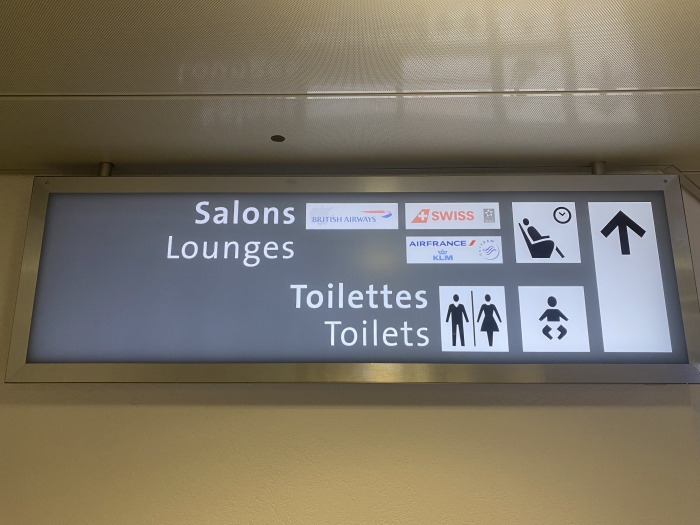 Salons
Lounges
BRITISH AIRWAYS
SWISS
AIRFRANCE
KLM
Toilettes
Toilets